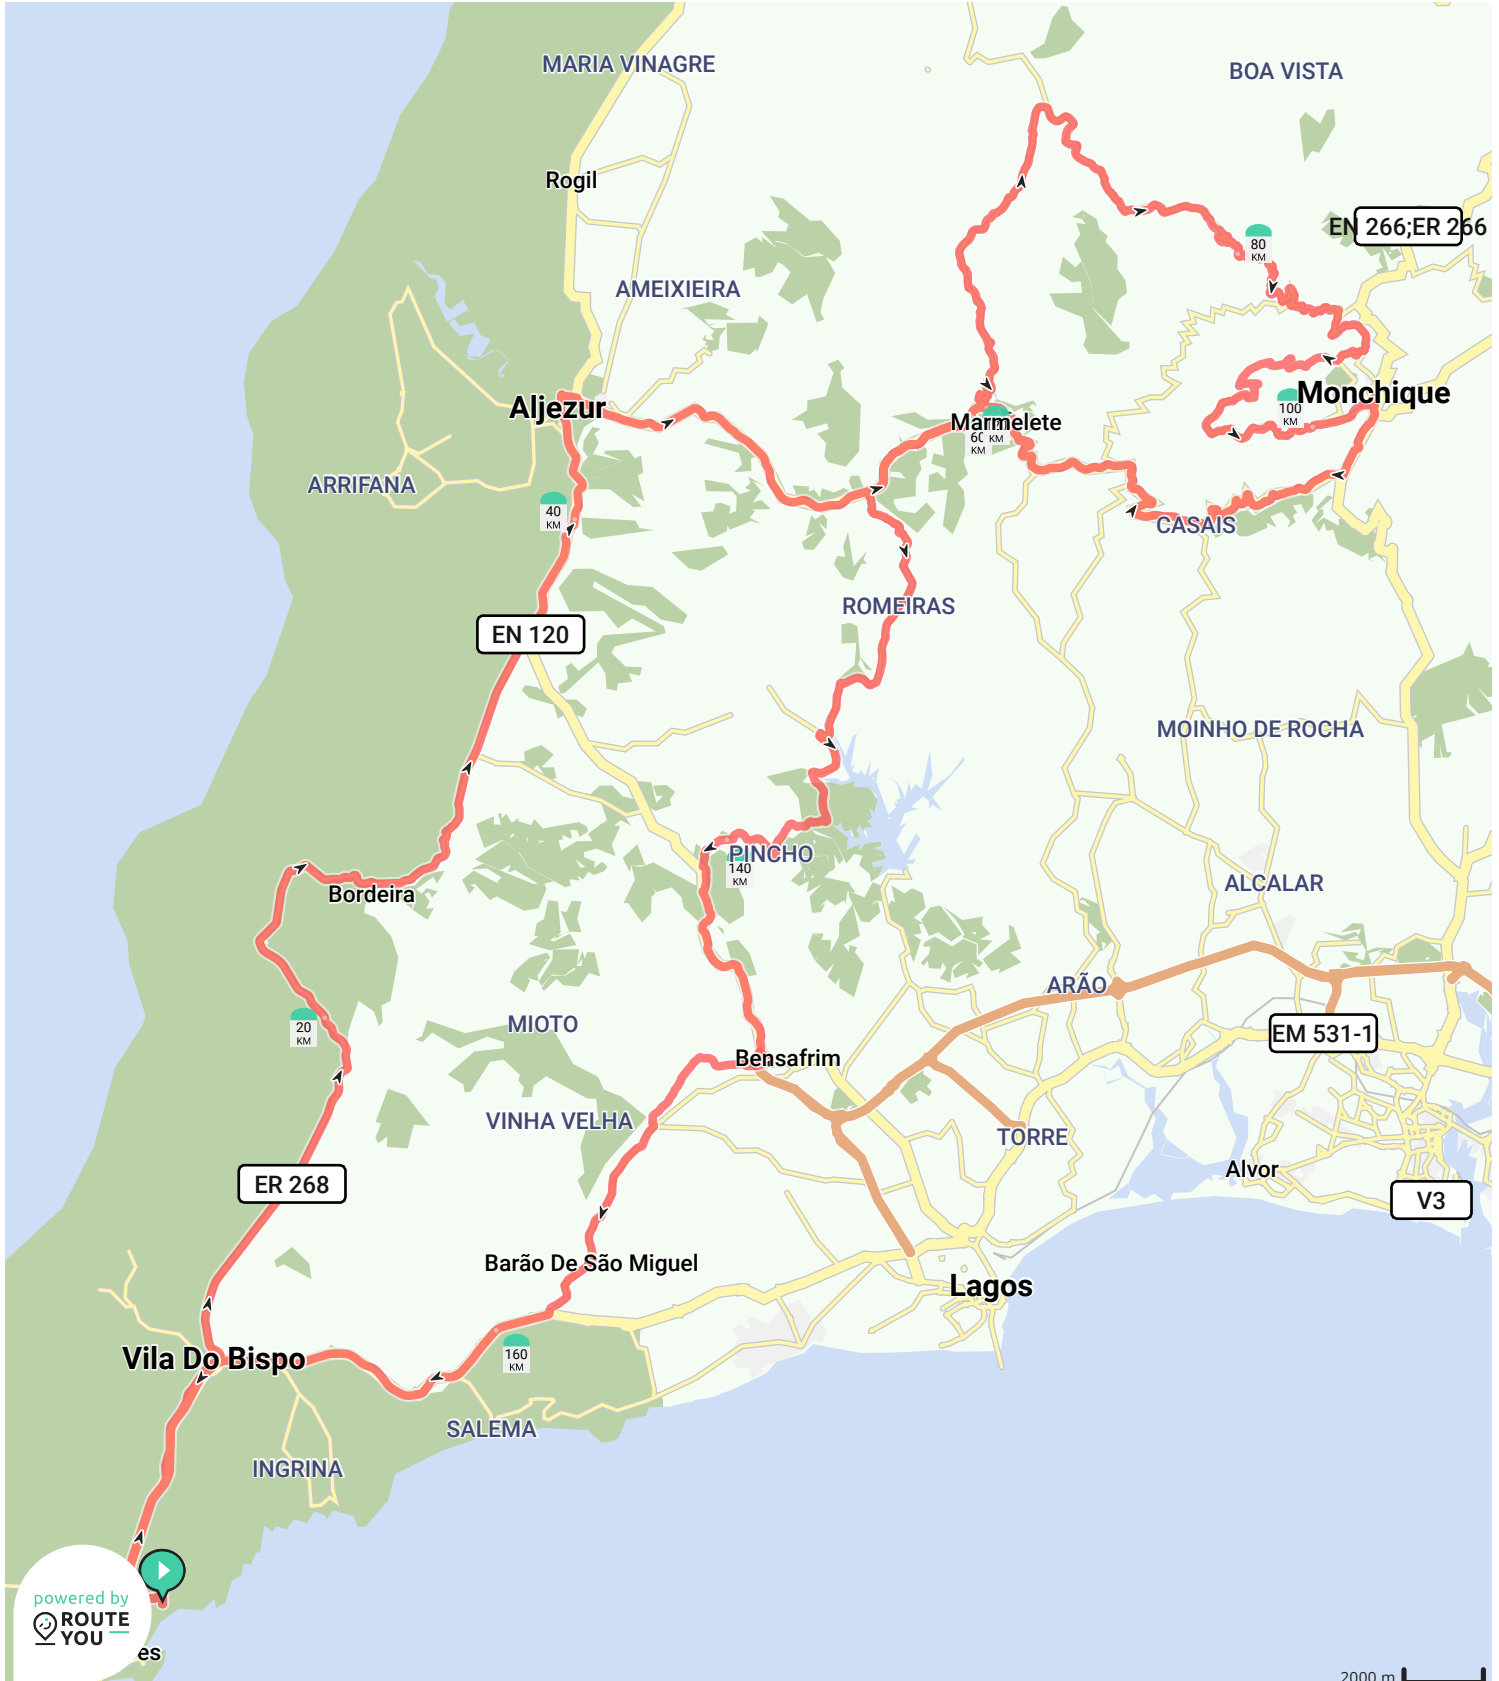 MARIA VINAGRE
BOA VISTA
Rogil
EN 266;ER 266
80
KM
AMEIXIEIRA
Monchique
Aljezur
100
KM
Marmelete
60
KM
KM
ARRIFANA
40
KM
CASAIS
ROMEIRAS
EN 120
MOINHO DE ROCHA
PINCHO
140
KM
ALCALAR
Bordeira
ARÃO
20
KM
MIOTO
EM 531-1
Bensafrim
VINHA VELHA
TORRE
Alvor
ER 268
V3
Barão De São Miguel
Lagos
160
KM
Vila Do Bispo
SALEMA
INGRINA
powered by
ROUTE
YOU
es
2000 m